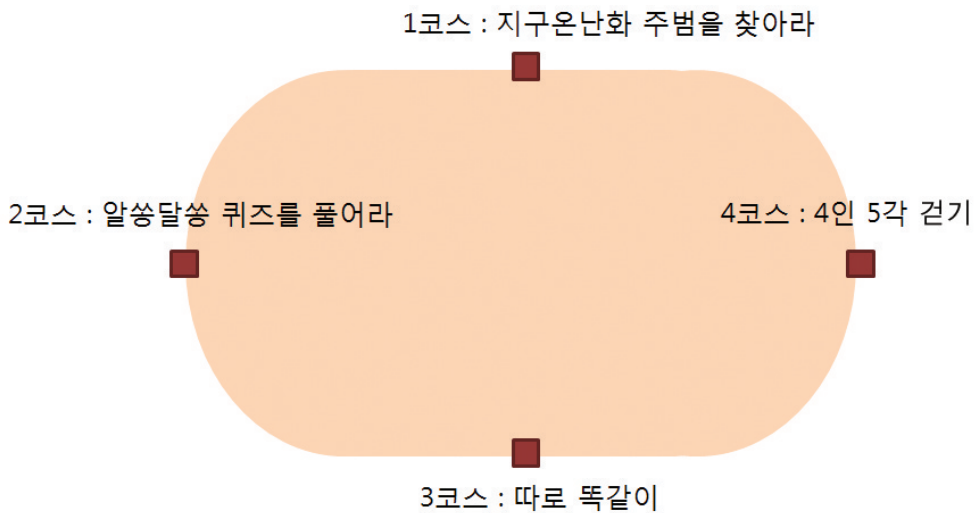 1코스 : 지구온난화 주범을 찾아라
2코스 : 알쏭달쏭 퀴즈를 풀어라
4코스 : 4인 5각 걷기
3코스 : 따로 똑같이